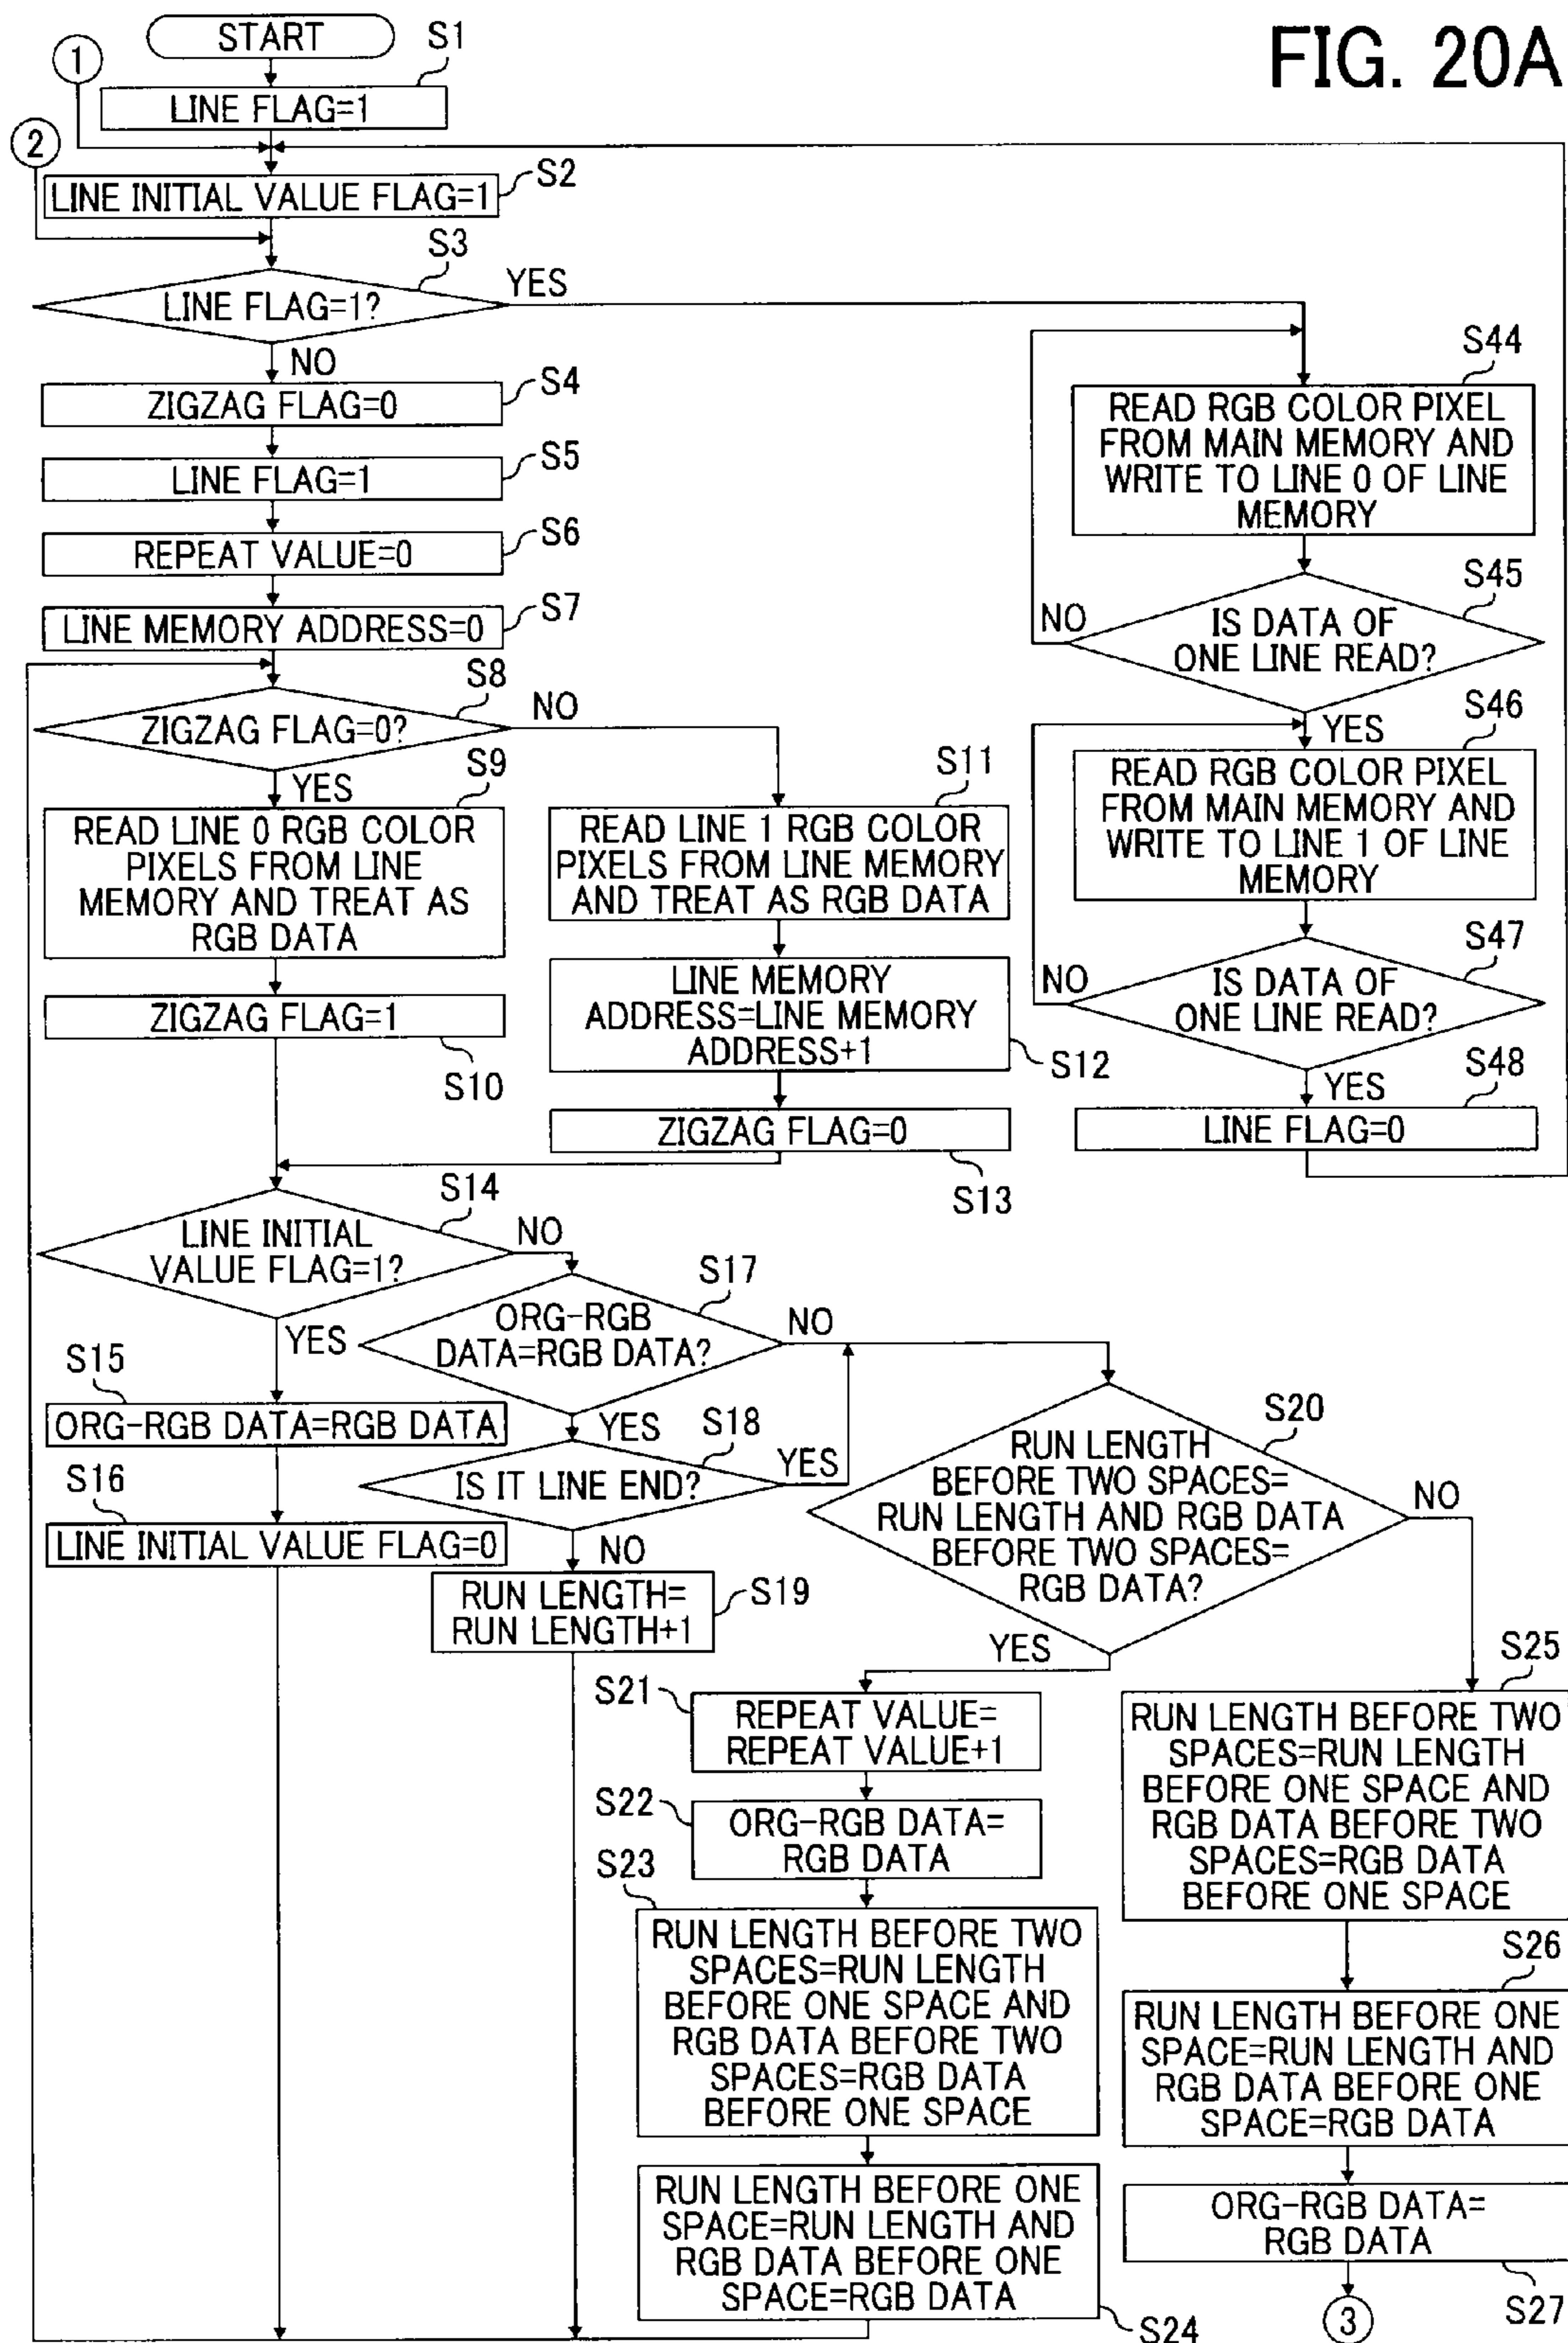 FIG. 20A
START
S1
1
LINE FLAG=1
2
S2
LINE INITIAL VALUE FLAG=1
S3
LINE FLAG=1?
YES
NO
S4
ZIGZAG FLAG=0
S5
LINE FLAG=1
S6
REPEAT VALUE=0
S7
LINE MEMORY ADDRESS=0
S8
ZIGZAG FLAG=0?
NO
YES
S9
READ LINE 0 RGB COLOR
PIXELS FROM LINE
MEMORY AND TREAT AS
RGB DATA
ZIGZAG FLAG=1
S10
S11
READ LINE 1 RGB COLOR
PIXELS FROM LINE MEMORY
AND TREAT AS RGB DATA
LINE MEMORY
ADDRESS=LINE MEMORY
ADDRESS+1
S12
ZIGZAG FLAG=0
S13
S44
READ RGB COLOR PIXEL
FROM MAIN MEMORY AND
WRITE TO LINE 0 OF LINE
MEMORY
S45
NO
IS DATA OF
ONE LINE READ?
YES
S46
READ RGB COLOR PIXEL
FROM MAIN MEMORY AND
WRITE TO LINE 1 OF LINE
MEMORY
S47
NO
IS DATA OF
ONE LINE READ?
YES
S48
LINE FLAG=0
S14
LINE INITIAL
VALUE FLAG=1?
NO
YES
S15
ORG-RGB DATA=RGB DATA
S16
LINE INITIAL VALUE FLAG=0
S17
ORG-RGB
DATA=RGB DATA?
NO
YES
S18
IS IT LINE END?
YES
NO
RUN LENGTH=
RUN LENGTH+1
S19
S20
RUN LENGTH
BEFORE TWO SPACES=
RUN LENGTH AND RGB DATA
BEFORE TWO SPACES=
RGB DATA?
NO
YES
S21
REPEAT VALUE=
REPEAT VALUE+1
S22
ORG-RGB DATA=
RGB DATA
S23
RUN LENGTH BEFORE TWO
SPACES=RUN LENGTH
BEFORE ONE SPACE AND
RGB DATA BEFORE TWO
SPACES=RGB DATA
BEFORE ONE SPACE
RUN LENGTH BEFORE ONE
SPACE=RUN LENGTH AND
RGB DATA BEFORE ONE
SPACE=RGB DATA
S24
S25
RUN LENGTH BEFORE TWO
SPACES=RUN LENGTH
BEFORE ONE SPACE AND
RGB DATA BEFORE TWO
SPACES=RGB DATA
BEFORE ONE SPACE
S26
RUN LENGTH BEFORE ONE
SPACE=RUN LENGTH AND
RGB DATA BEFORE ONE
SPACE=RGB DATA
ORG-RGB DATA=
RGB DATA
S27
3